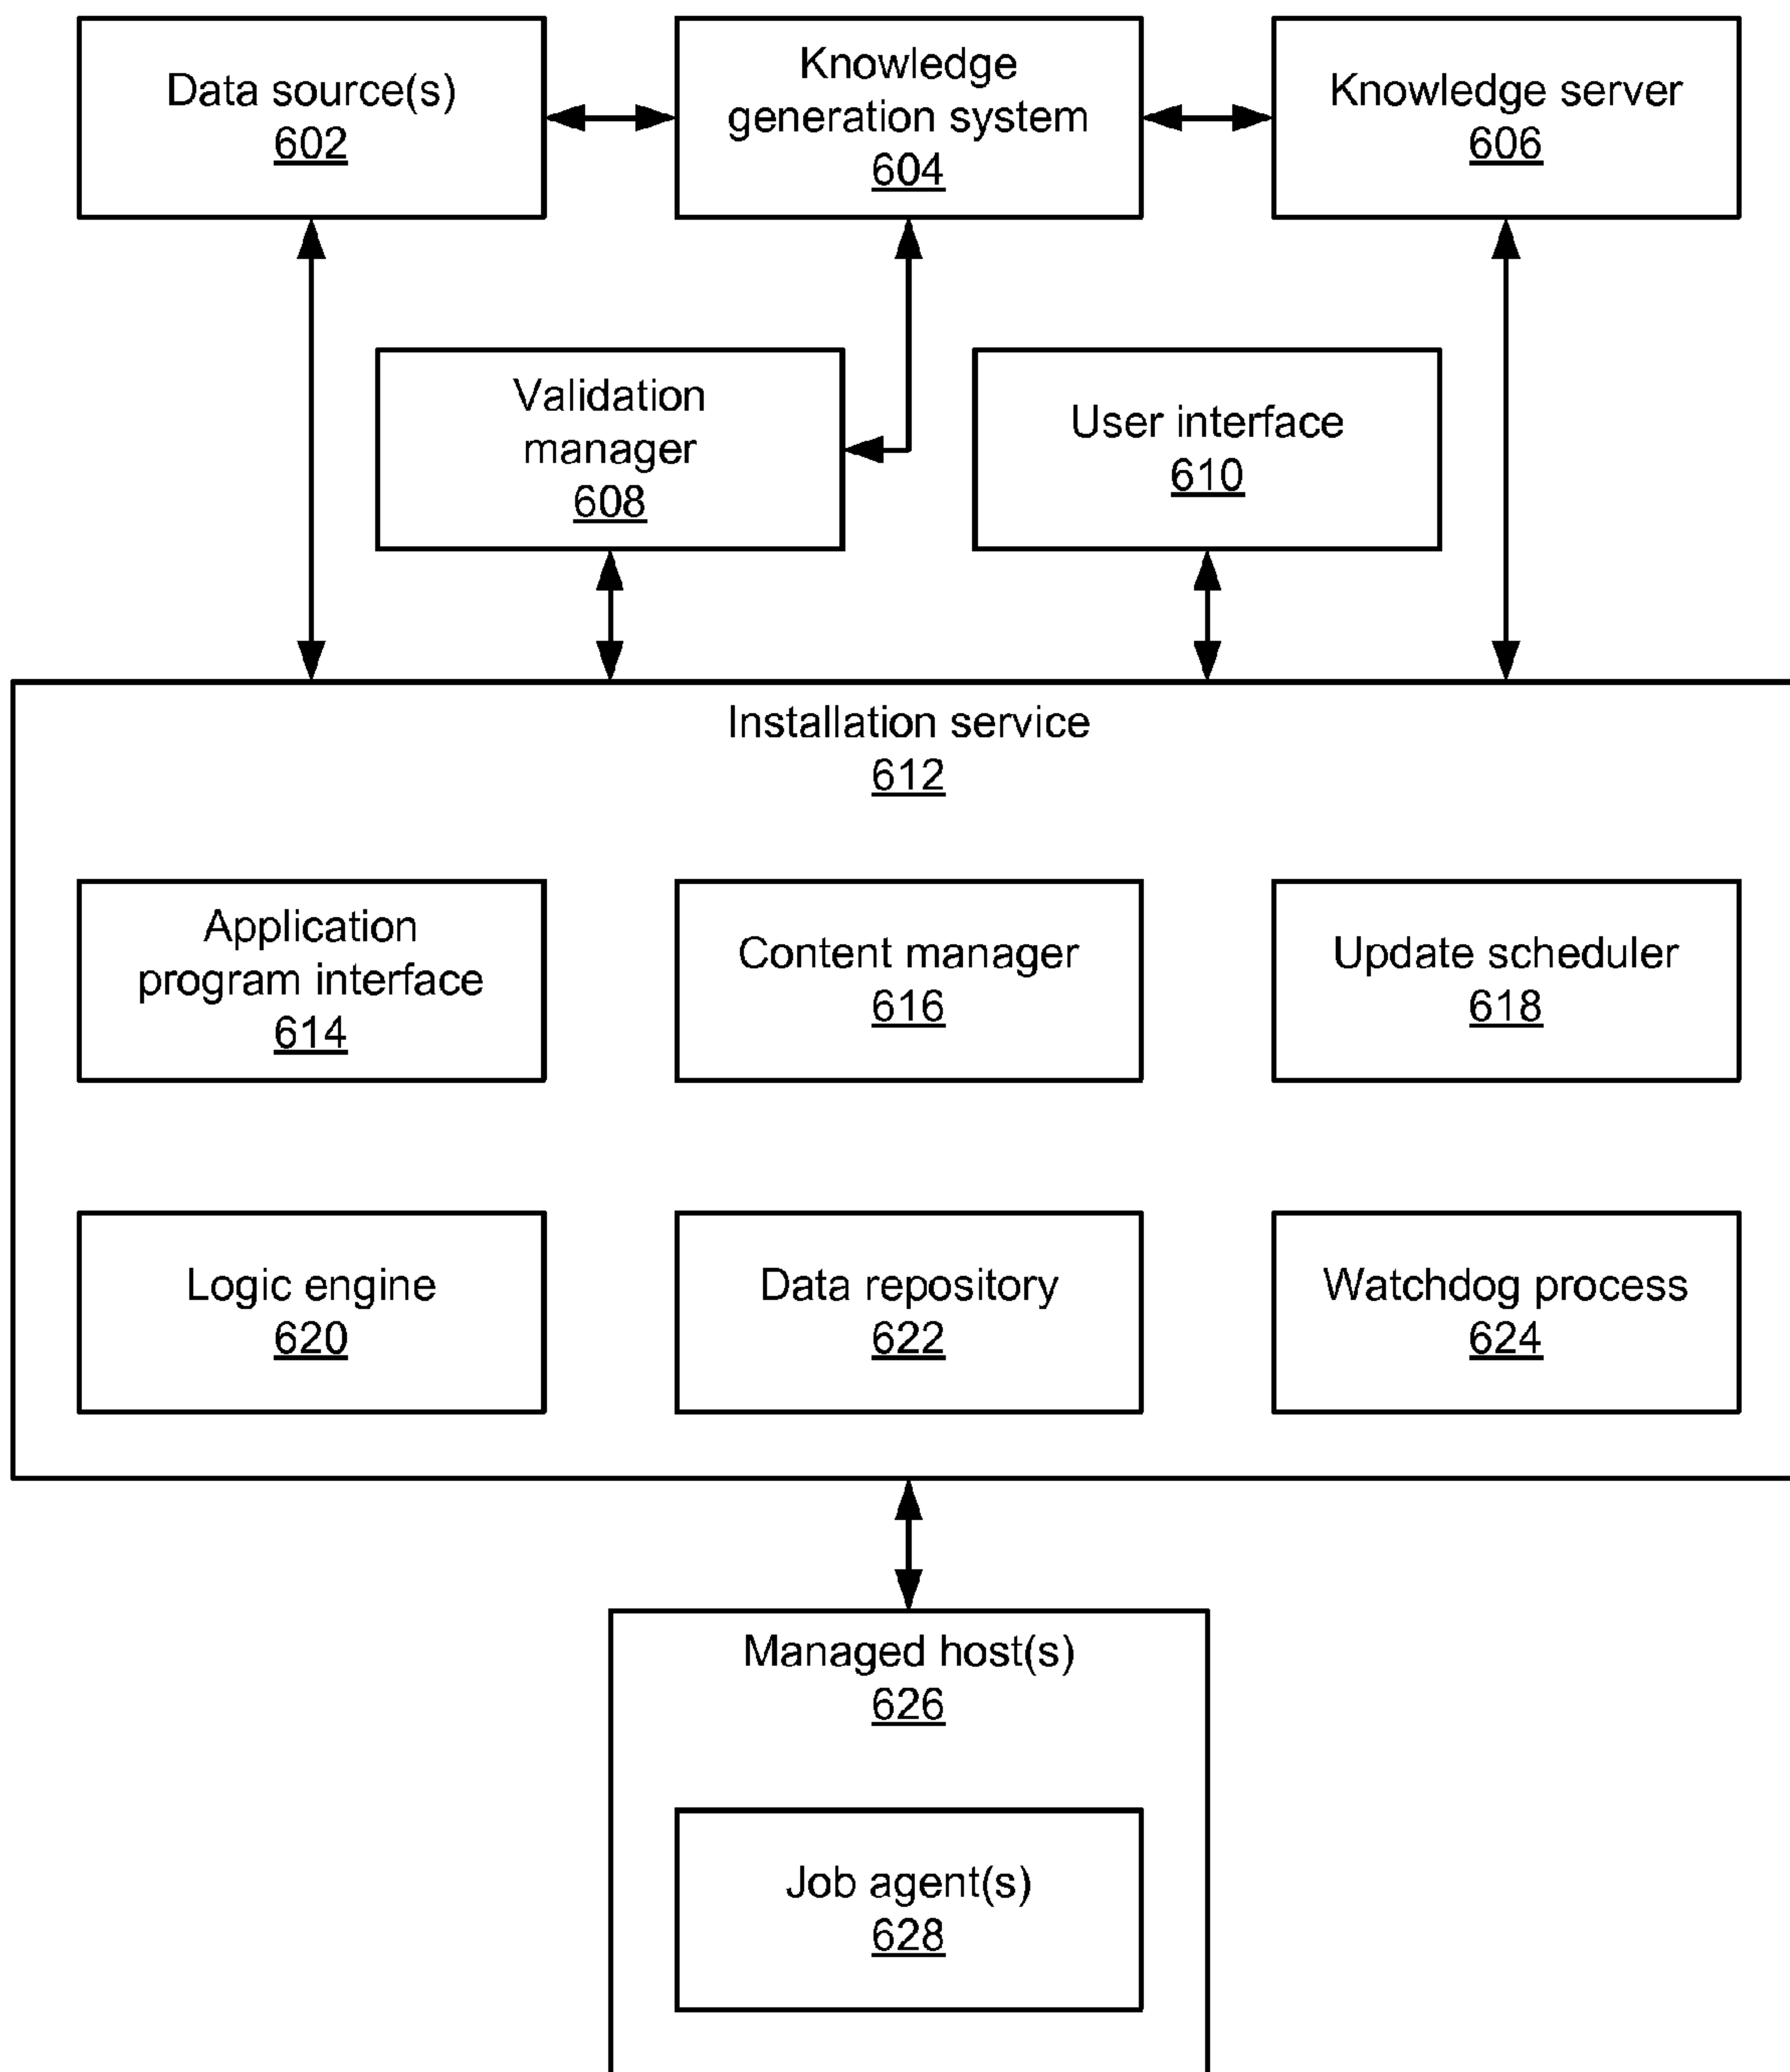 Data source(s)
602
Knowledge
generation system
604
Knowledge server
606
Validation
manager
608
User interface
610
Installation service
612
Application
program interface
614
Content manager
616
Update scheduler
618
Logic engine
620
Data repository
622
Watchdog process
624
Managed host(s)
626
Job agent(s)
628